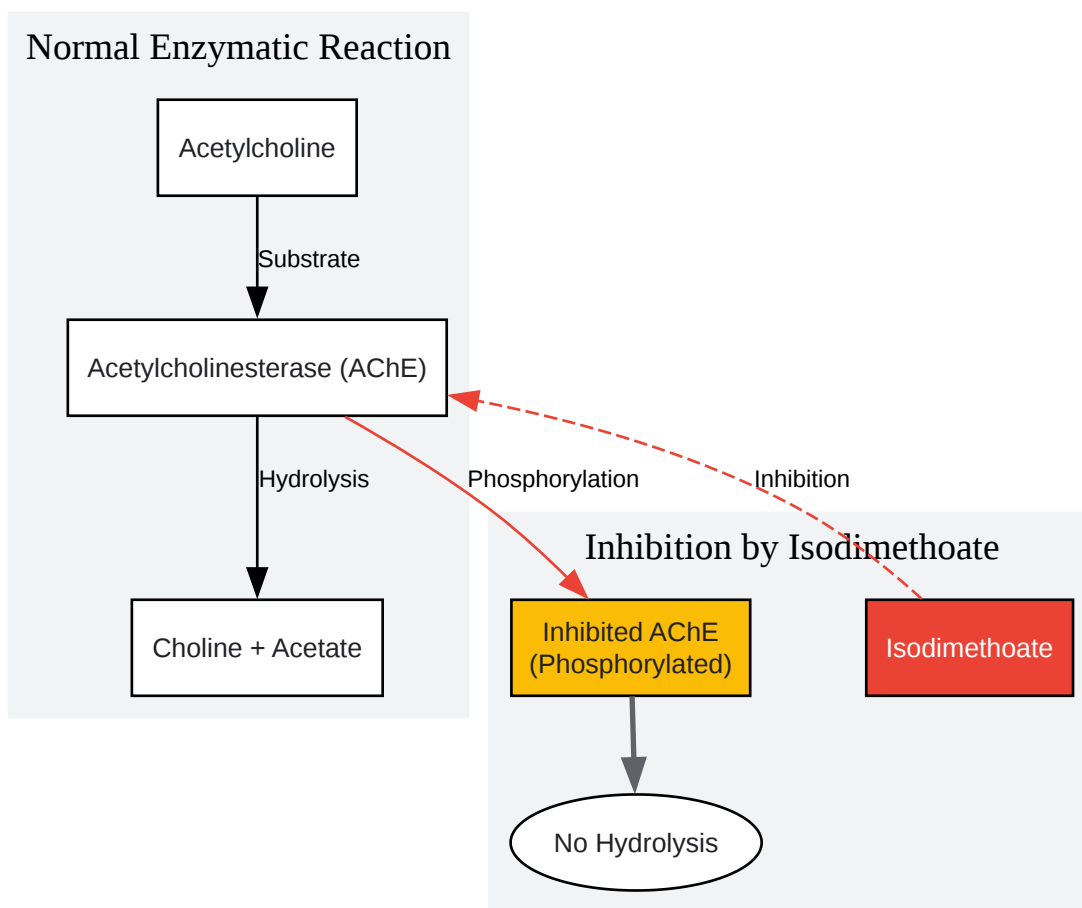 Normal Enzymatic Reaction
Acetylcholine
Substrate
Acetylcholinesterase (AChE)
Hydrolysis
Phosphorylation
Inhibition
Choline + Acetate
Inhibition by Isodimethoate
Inhibited AChE
(Phosphorylated)
Isodimethoate
No Hydrolysis